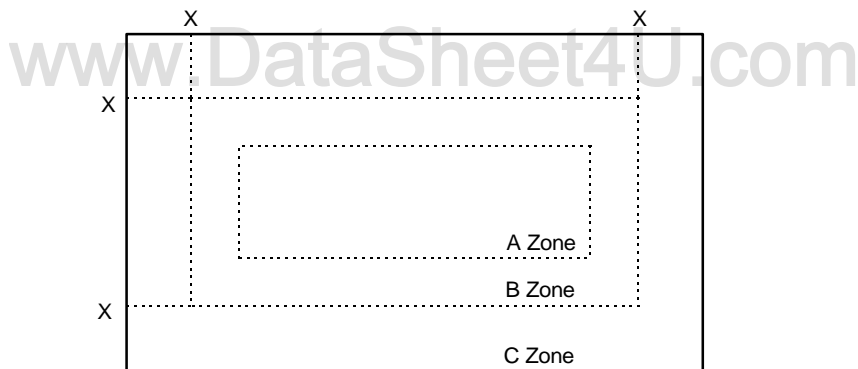 X X
www.DataSheet4U.com
X
A Zone
B Zone
X
C Zone